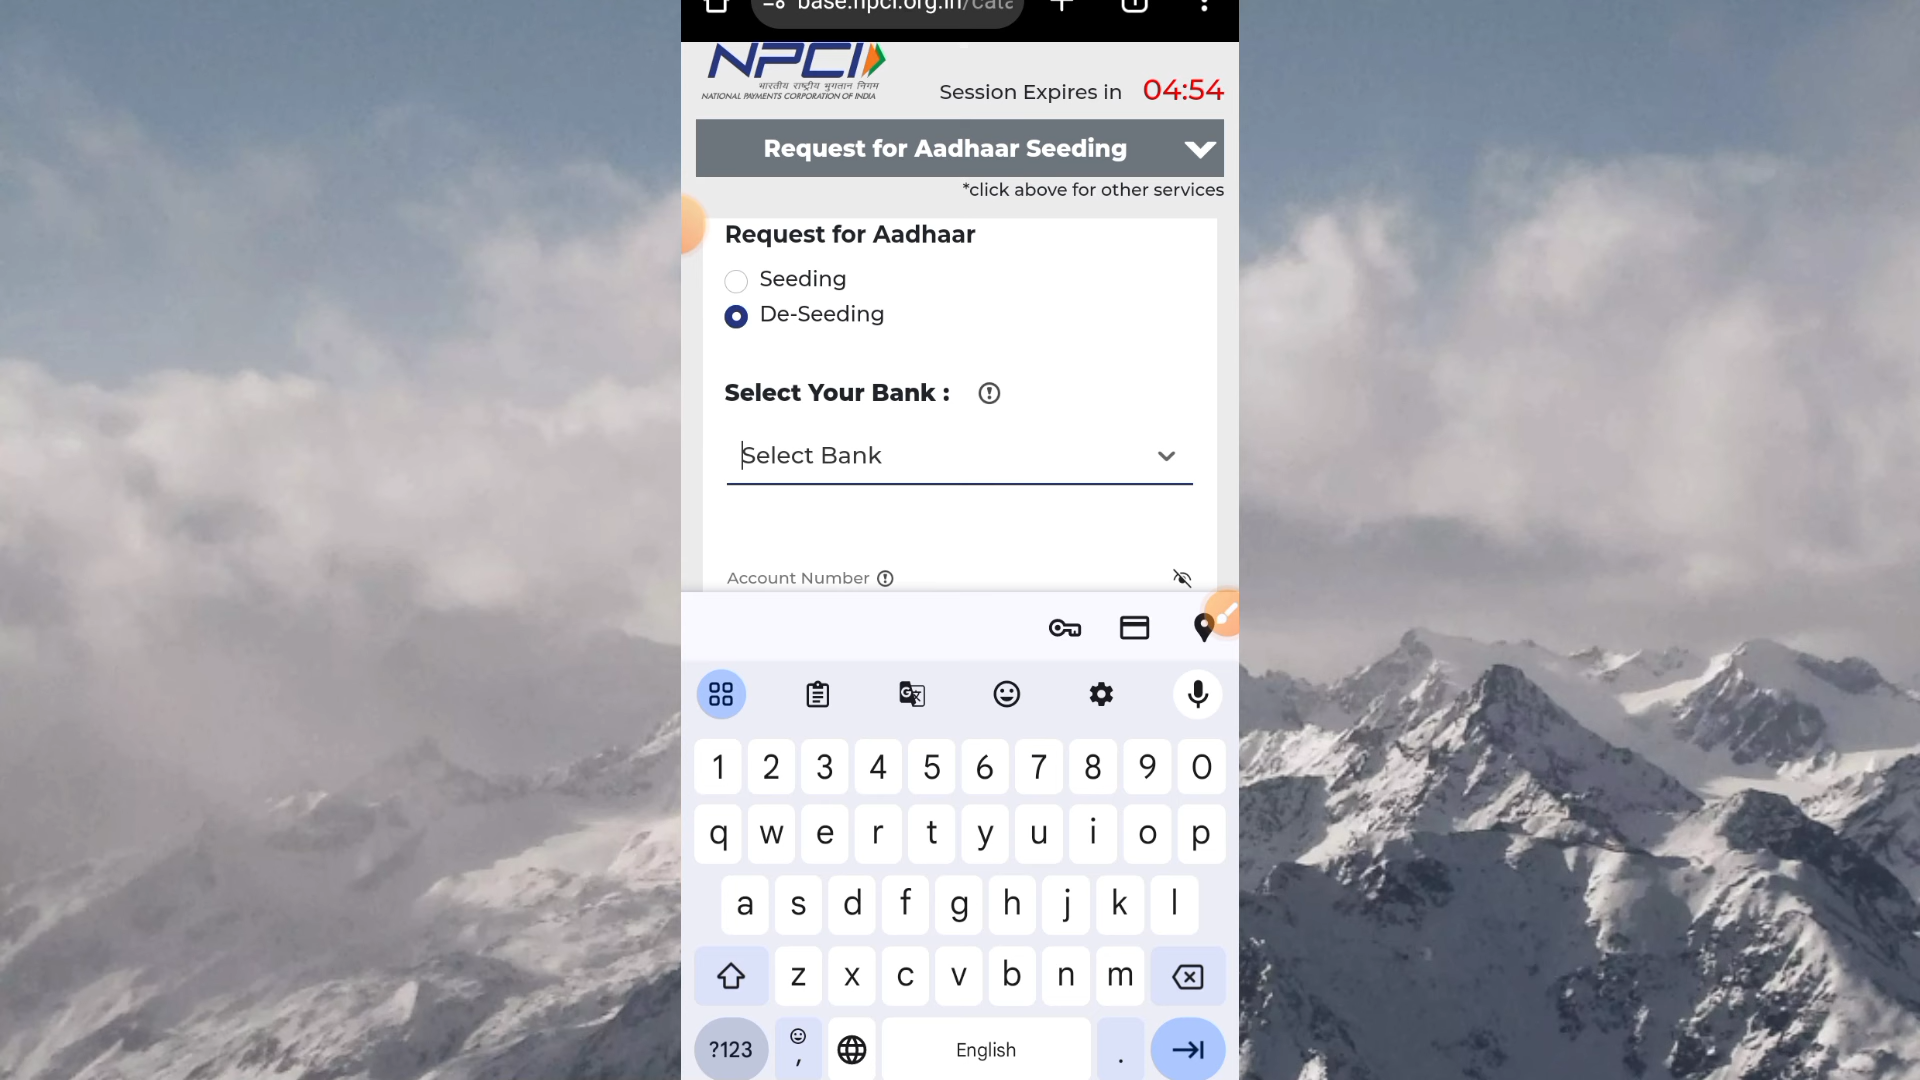 base.npci.org.in/cata
NPCI
भारतीय राष्ट्रीय भुगतान निगम
NATIONAL PAYMENTS CORPORATION OF INDIA
Session Expires in 04:54
Request for Aadhaar Seeding
*click above for other services
Request for Aadhaar
Seeding
De-Seeding
Select Your Bank :
Select Bank
Account Number
1 2 3 4 5 6 7 8 9 0
q w e r t y u i o p
a s d f g h j k l
z x c v b n m
?123 , English .